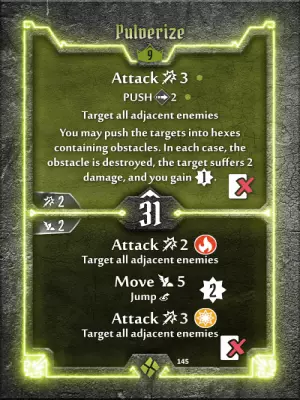 Pulverize
9
Attack 3
PUSH 2
Target all adjacent enemies
You may push the targets into hexes
containing obstacles. In each case, the
obstacle is destroyed, the target suffers 2
damage, and you gain 1.
2
31
2
Attack 2
Target all adjacent enemies
Move 5
Jump
2
Attack 3
Target all adjacent enemies
145